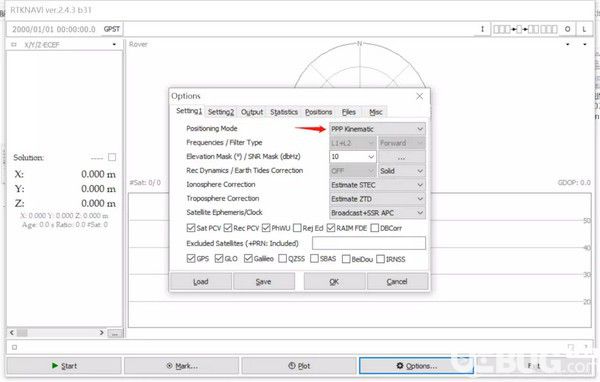 RTKNAVI ver.2.4.3 b31
2000/01/01 00:00:00.0 GPST
I O L
X/Y/Z-ECEF
Rover
Solution: -----
X: 0.000 m
Y: 0.000 m
Z: 0.000 m
X: 0.000 Y: 0.000 Z: 0.000 m
Age: 0.0 s Ratio: 0.0 #Sat: 0
#Sat: 0/0
GDOP: 0.0
50
40
30
20
Options
Setting1 Setting2 Output Statistics Positions Files Misc
Positioning Mode PPP Kinematic
Frequencies / Filter Type L1+L2 Forward
Elevation Mask (°) / SNR Mask (dbHz) 10 ...
Rec Dynamics / Earth Tides Correction OFF Solid
Ionosphere Correction Estimate STEC
Troposphere Correction Estimate ZTD
Satellite Ephemeris/Clock Broadcast+SSR APC
Sat PCV Rec PCV PhWU Rej Ed RAIM FDE DBCorr
Excluded Satellites (+PRN: Included)
GPS GLO Galileo QZSS SBAS BeiDou IRNSS
Load Save OK Cancel
...
Start Mark... Plot Options... Exit